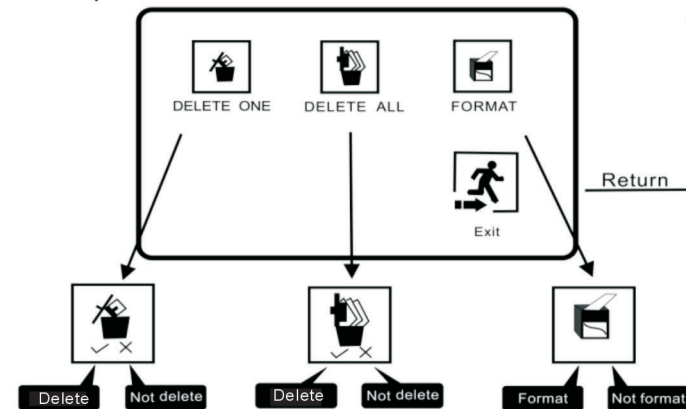 DELETE ONE
DELETE ALL
FORMAT
Exit
Return
Delete
Not delete
Delete
Not delete
Format
Not format